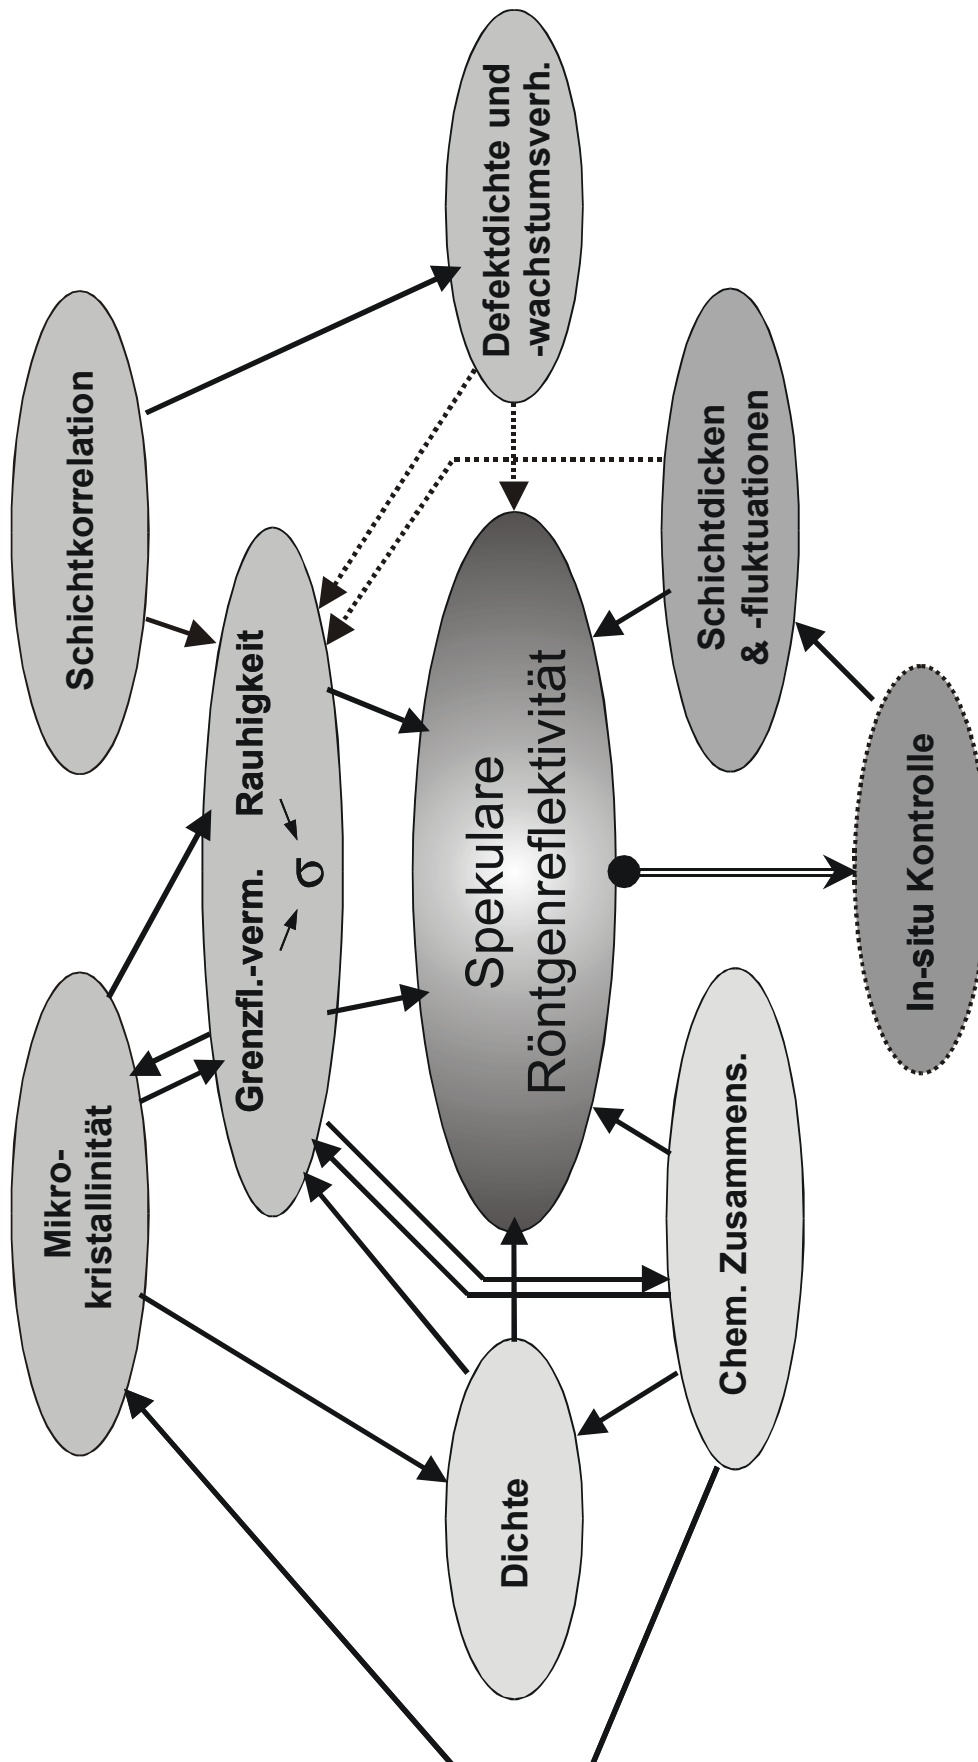 Mikro-
kristallinität
Schichtkorrelation
Grenzfl.-verm. Rauhigkeit
σ
Dichte
Spekulare
Röntgenreflektivität
Defektdichte und
-wachstumsverh.
Chem. Zusammens.
Schichtdicken
& -fluktuationen
In-situ Kontrolle